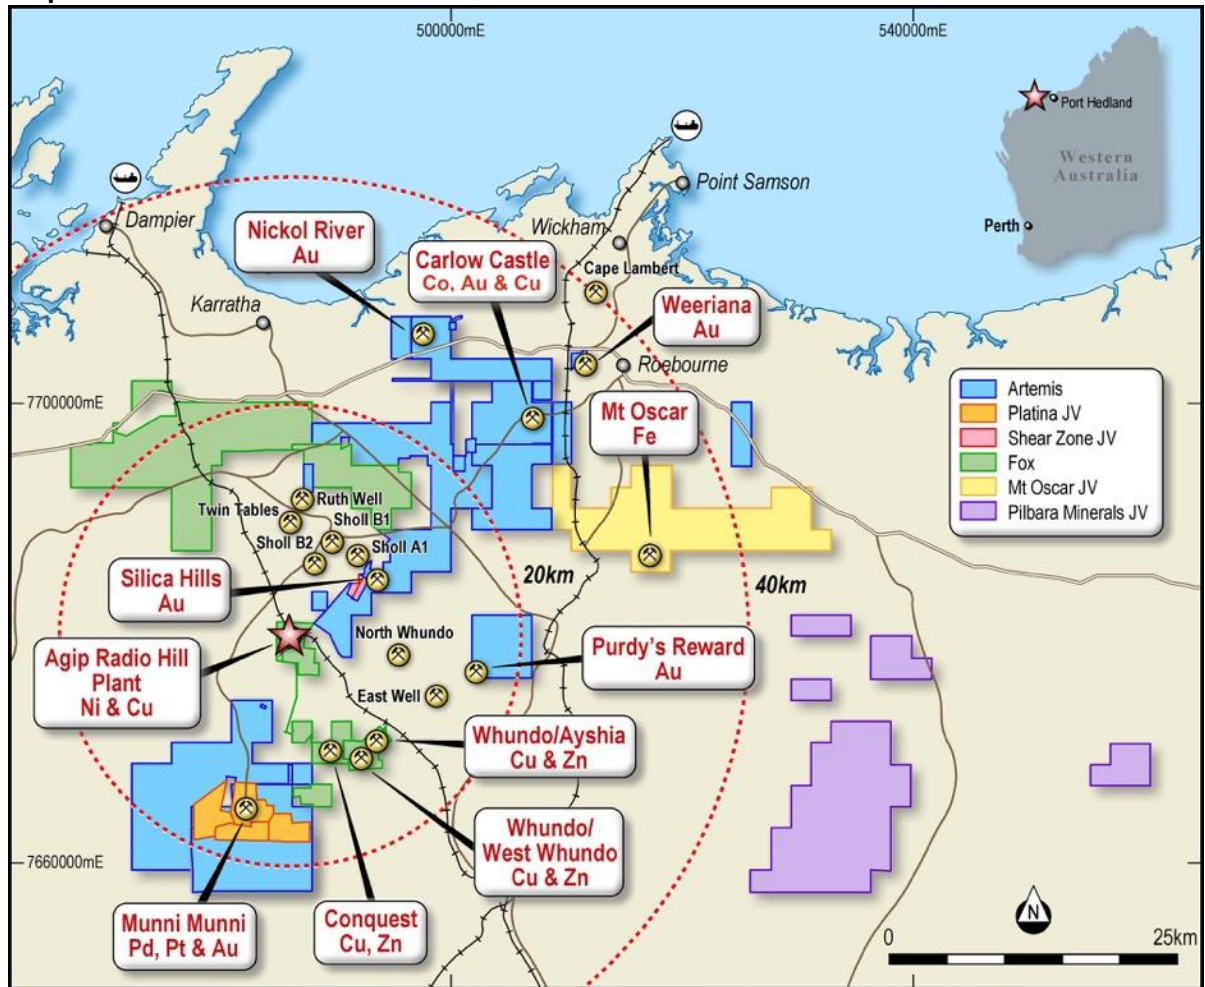 500000mE
540000mE
Port Hedland
Western
Australia
Perth
Point Samson
Dampier
Nickol River
Au
Wickham
Carlow Castle
Co, Au & Cu
Cape Lambert
Karratha
Weeriana
Au
Roebourne
7700000mE
Mt Oscar
Fe
Artemis
Platina JV
Shear Zone JV
Fox
Mt Oscar JV
Pilbara Minerals JV
Ruth Well
Twin Tables
Sholl B1
Sholl B2
Sholl A1
Silica Hills
Au
20km
40km
North Whundo
Agip Radio Hill
Plant
Ni & Cu
Purdy's Reward
Au
East Well
Whundo/Ayshia
Cu & Zn
Whundo/
West Whundo
Cu & Zn
7660000mE
Munni Munni
Pd, Pt & Au
Conquest
Cu, Zn
N
0
25km